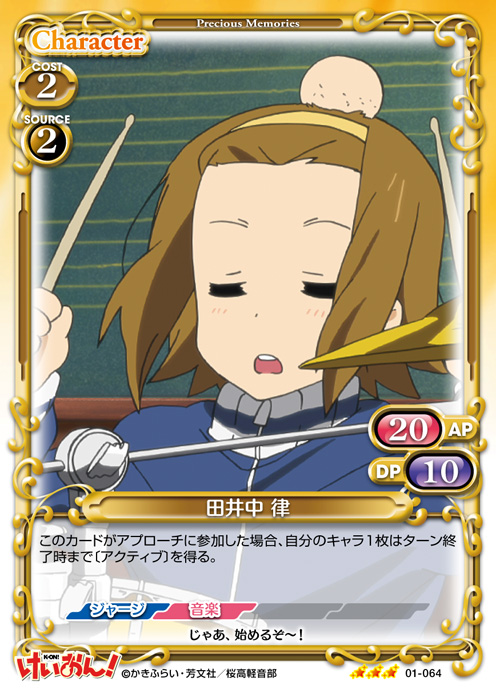 Precious Memories
Character
COST
2
SOURCE
2
20 AP
DP 10
田井中 律
このカードがアプローチに参加した場合、自分のキャラ1枚はターン終
了時まで〔アクティブ〕を得る。
ジャージ 音楽
じゃあ、始めるぞ〜!
K-ON!
けいおん! ©かきふらい・芳文社/桜高軽音部 01-064